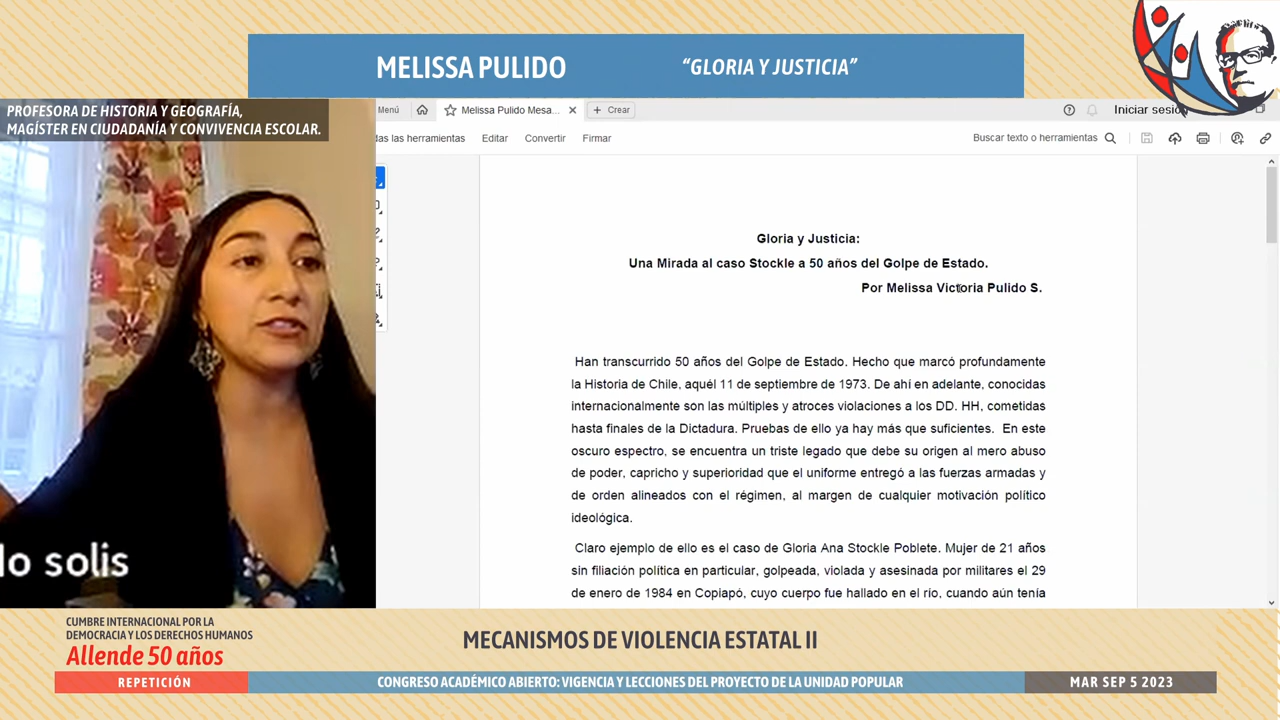 MELISSA PULIDO
“GLORIA Y JUSTICIA”
PROFESORA DE HISTORIA Y GEOGRAFÍA,
MAGÍSTER EN CIUDADANÍA Y CONVIVENCIA ESCOLAR.
Menú
Melissa Pulido Mesa...
Crear
Iniciar sesió
las herramientas
Editar
Convertir
Firmar
Buscar texto o herramientas
Gloria y Justicia:
Una Mirada al caso Stockle a 50 años del Golpe de Estado.
Por Melissa Victoria Pulido S.
Han transcurrido 50 años del Golpe de Estado. Hecho que marcó profundamente
la Historia de Chile, aquél 11 de septiembre de 1973. De ahí en adelante, conocidas
internacionalmente son las múltiples y atroces violaciones a los DD. HH, cometidas
hasta finales de la Dictadura. Pruebas de ello ya hay más que suficientes. En este
oscuro espectro, se encuentra un triste legado que debe su origen al mero abuso
de poder, capricho y superioridad que el uniforme entregó a las fuerzas armadas y
de orden alineados con el régimen, al margen de cualquier motivación político
ideológica.
Claro ejemplo de ello es el caso de Gloria Ana Stockle Poblete. Mujer de 21 años
sin filiación política en particular, golpeada, violada y asesinada por militares el 29
de enero de 1984 en Copiapó, cuyo cuerpo fue hallado en el río, cuando aún tenía
do solis
CUMBRE INTERNACIONAL POR LA
DEMOCRACIA Y LOS DERECHOS HUMANOS
Allende 50 años
REPETICIÓN
MECANISMOS DE VIOLENCIA ESTATAL II
CONGRESO ACADÉMICO ABIERTO: VIGENCIA Y LECCIONES DEL PROYECTO DE LA UNIDAD POPULAR
MAR SEP 5 2023